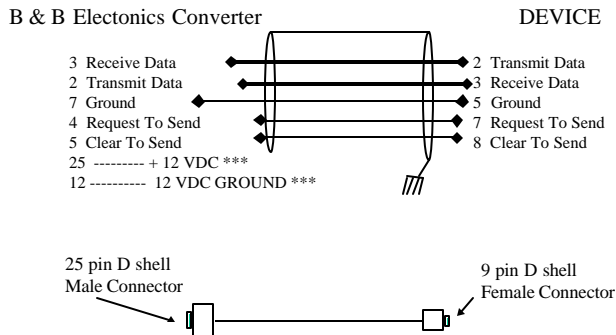 B & B Electonics Converter DEVICE
3 Receive Data 2 Transmit Data
2 Transmit Data 3 Receive Data
7 Ground 5 Ground
4 Request To Send 7 Request To Send
5 Clear To Send 8 Clear To Send
25 --------- + 12 VDC ***
12 ---------- 12 VDC GROUND ***
25 pin D shell 9 pin D shell
Male Connector Female Connector